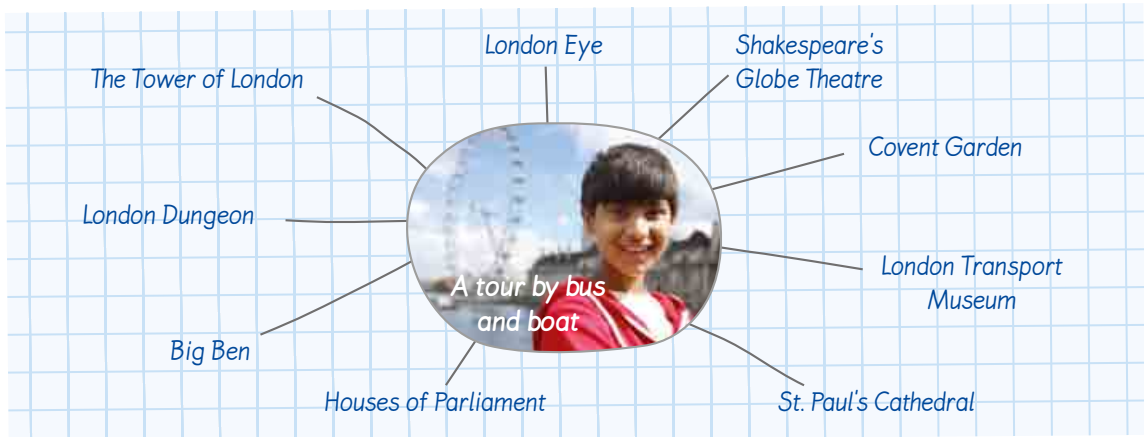 London Eye
Shakespeare's
Globe Theatre
The Tower of London
Covent Garden
London Dungeon
London Transport
Museum
A tour by bus
and boat
Big Ben
Houses of Parliament
St. Paul's Cathedral